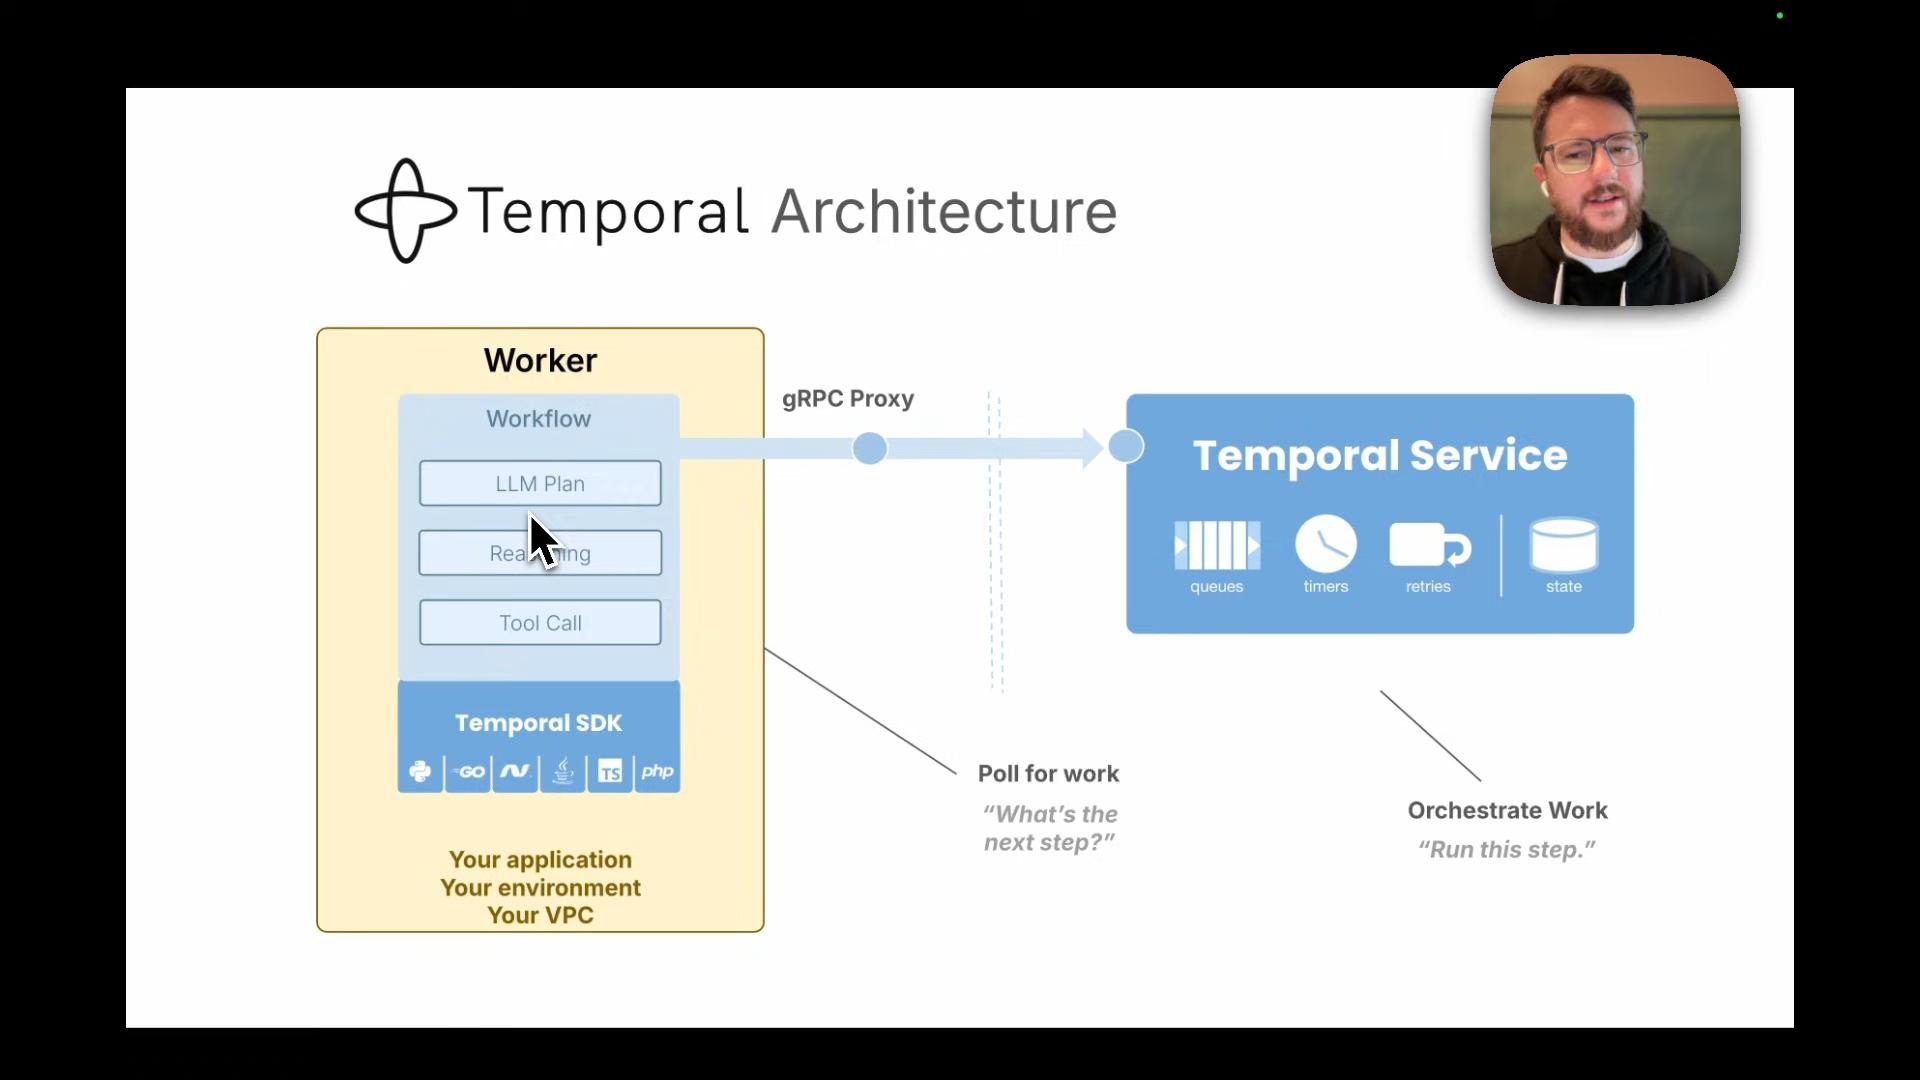 Temporal Architecture
Worker
Workflow
LLM Plan
Reasoning
Tool Call
Temporal SDK
GO
TS
php
Your application
Your environment
Your VPC
gRPC Proxy
Temporal Service
queues
timers
retries
state
Poll for work
“What’s the
next step?”
Orchestrate Work
“Run this step.”